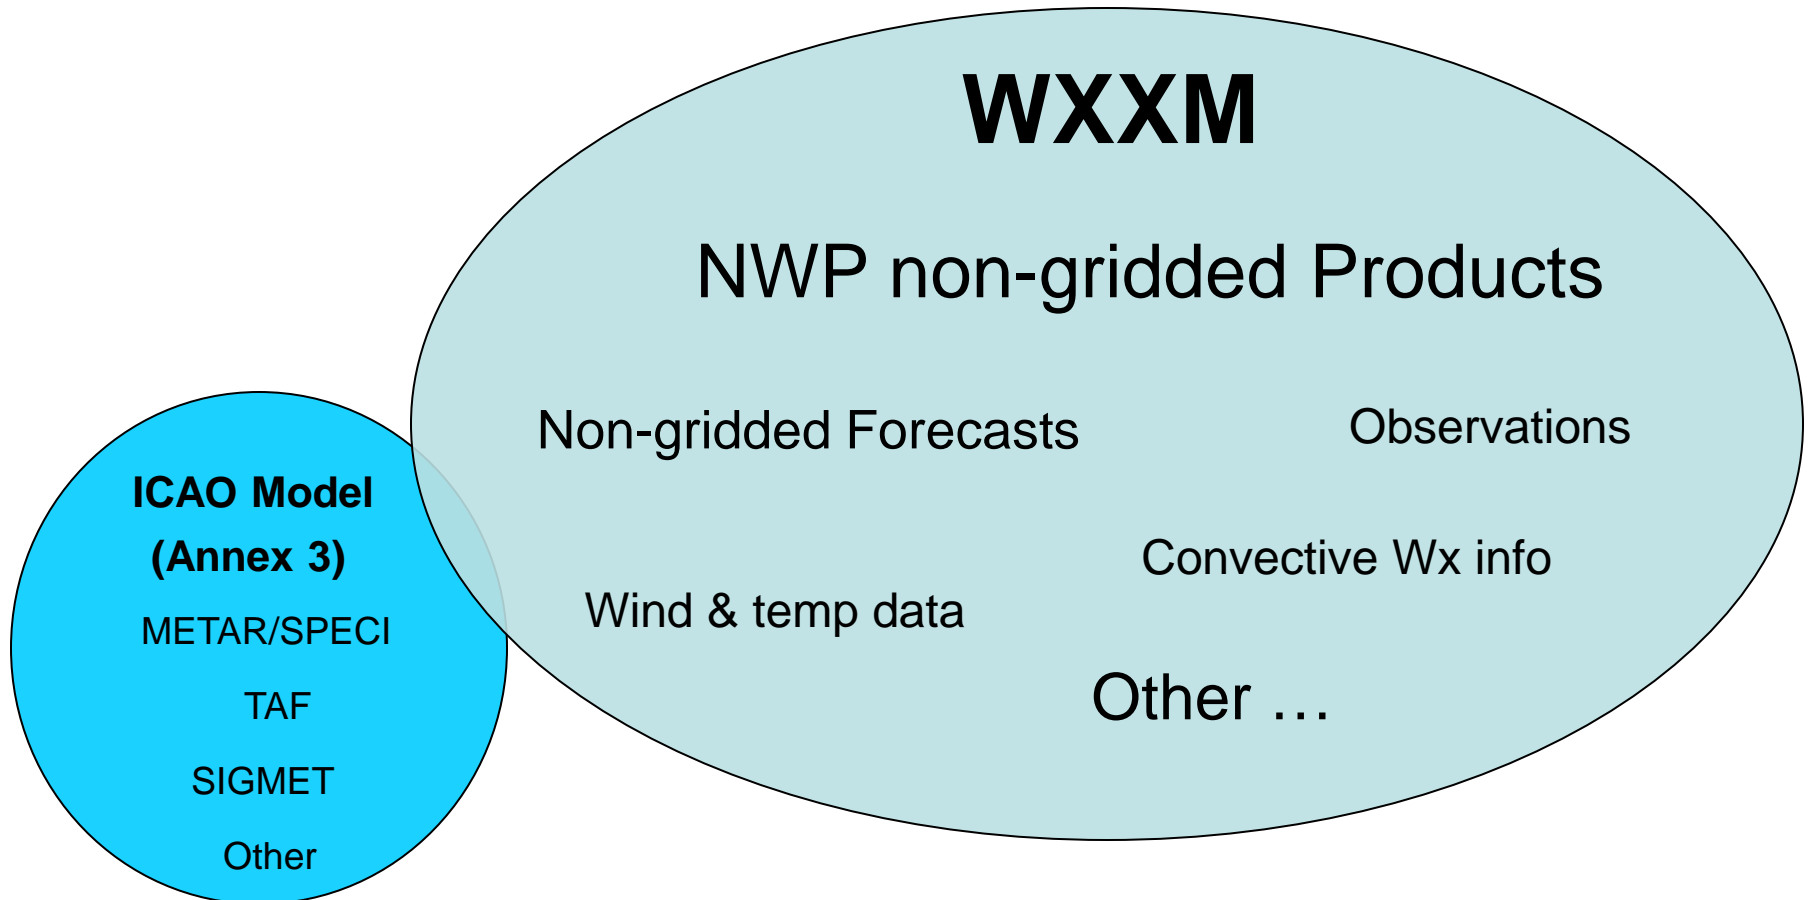 WXXM
NWP non-gridded Products
Non-gridded Forecasts
Observations
Convective Wx info
Wind & temp data
Other …
ICAO Model
(Annex 3)
METAR/SPECI
TAF
SIGMET
Other